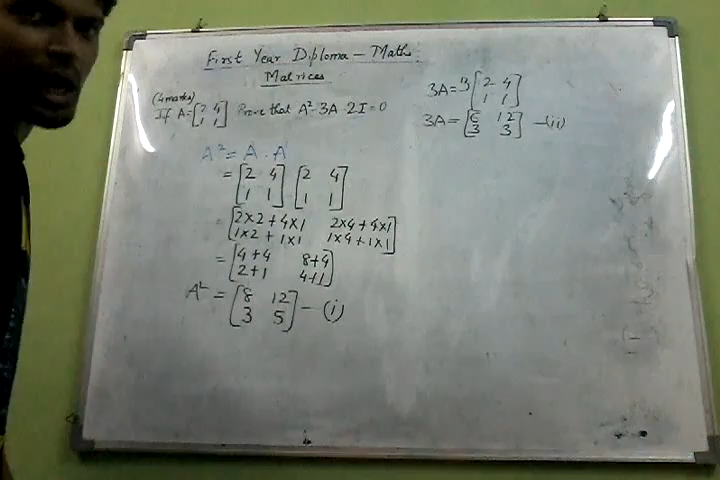 First Year Diploma - Maths.
Matrices
(4 marks)
If A = [2 4
1 1] Prove that A² - 3A - 2I = 0
A² = A . A
= [2 4
1 1] [2 4
1 1]
= [2×2 + 4×1 2×4 + 4×1
1×2 + 1×1 1×4 + 1×1]
= [4+4 8+4
2+1 4+1]
A² = [8 12
3 5] - (i)
3A = 3 [2 4
1 1]
3A = [6 12
3 3] - (ii)